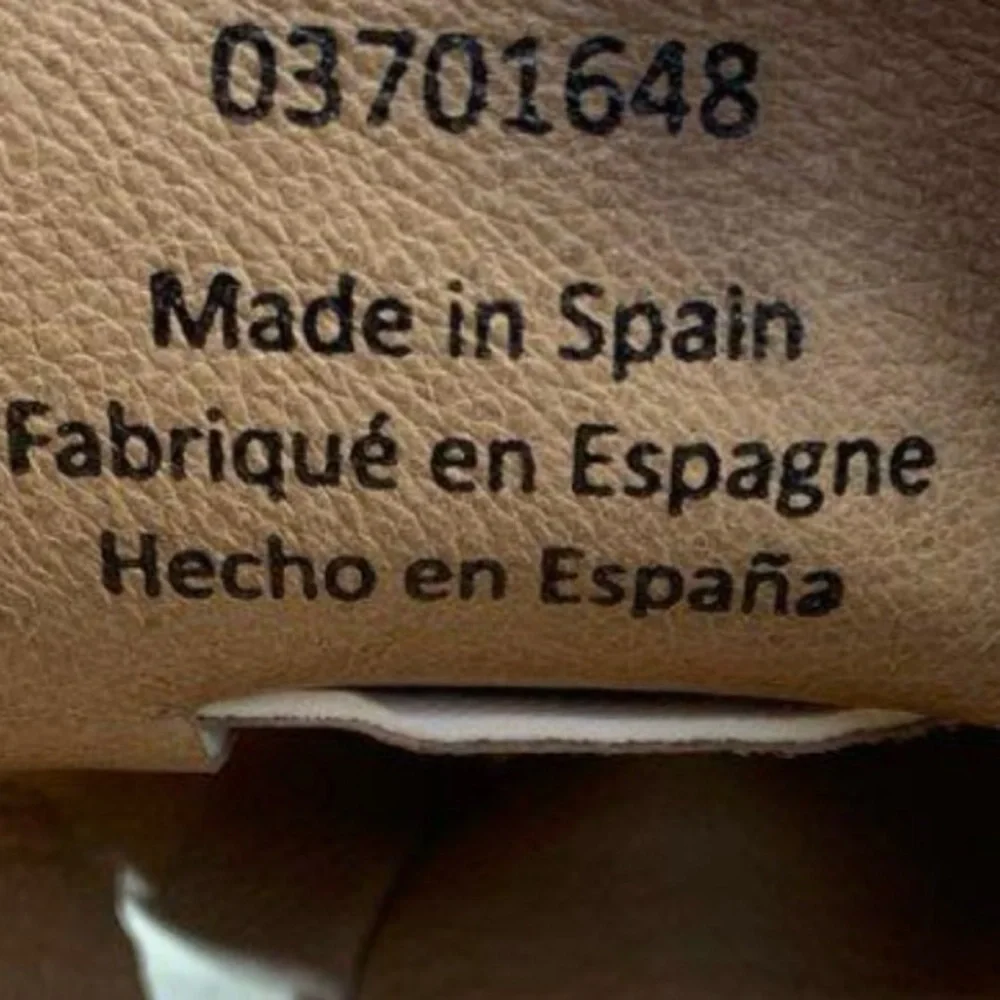 03701648
Made in Spain
Fabriqué en Espagne
Hecho en España